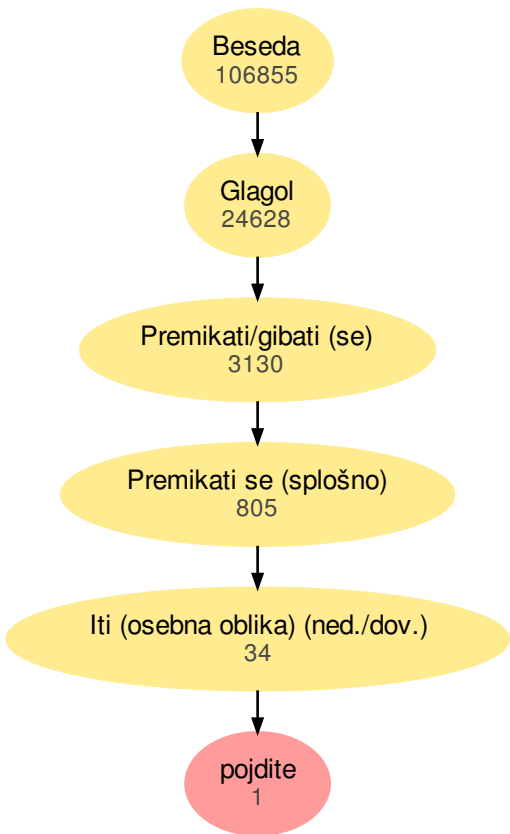 Beseda
106855
Glagol
24628
Premikati/gibati (se)
3130
Premikati se (splošno)
805
Iti (osebna oblika) (ned./dov.)
34
pojdite
1